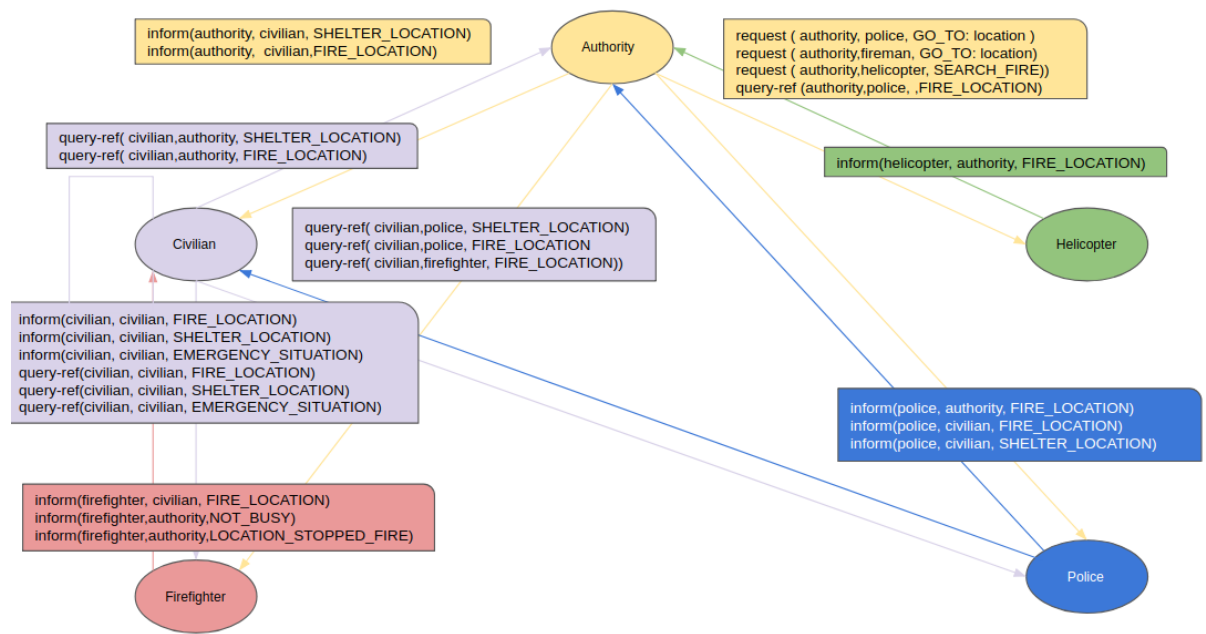 inform(authority, civilian, SHELTER_LOCATION)
inform(authority, civilian,FIRE_LOCATION)
Authority
request ( authority, police, GO_TO: location )
request ( authority,fireman, GO_TO: location)
request ( authority,helicopter, SEARCH_FIRE))
query-ref (authority,police, ,FIRE_LOCATION)
query-ref( civilian,authority, SHELTER_LOCATION)
query-ref( civilian,authority, FIRE_LOCATION)
inform(helicopter, authority, FIRE_LOCATION)
Civilian
query-ref( civilian,police, SHELTER_LOCATION)
query-ref( civilian,police, FIRE_LOCATION
query-ref( civilian,firefighter, FIRE_LOCATION))
Helicopter
inform(civilian, civilian, FIRE_LOCATION)
inform(civilian, civilian, SHELTER_LOCATION)
inform(civilian, civilian, EMERGENCY_SITUATION)
query-ref(civilian, civilian, FIRE_LOCATION)
query-ref(civilian, civilian, SHELTER_LOCATION)
query-ref(civilian, civilian, EMERGENCY_SITUATION)
inform(police, authority, FIRE_LOCATION)
inform(police, civilian, FIRE_LOCATION)
inform(police, civilian, SHELTER_LOCATION)
inform(firefighter, civilian, FIRE_LOCATION)
inform(firefighter,authority,NOT_BUSY)
inform(firefighter,authority,LOCATION_STOPPED_FIRE)
Firefighter
Police